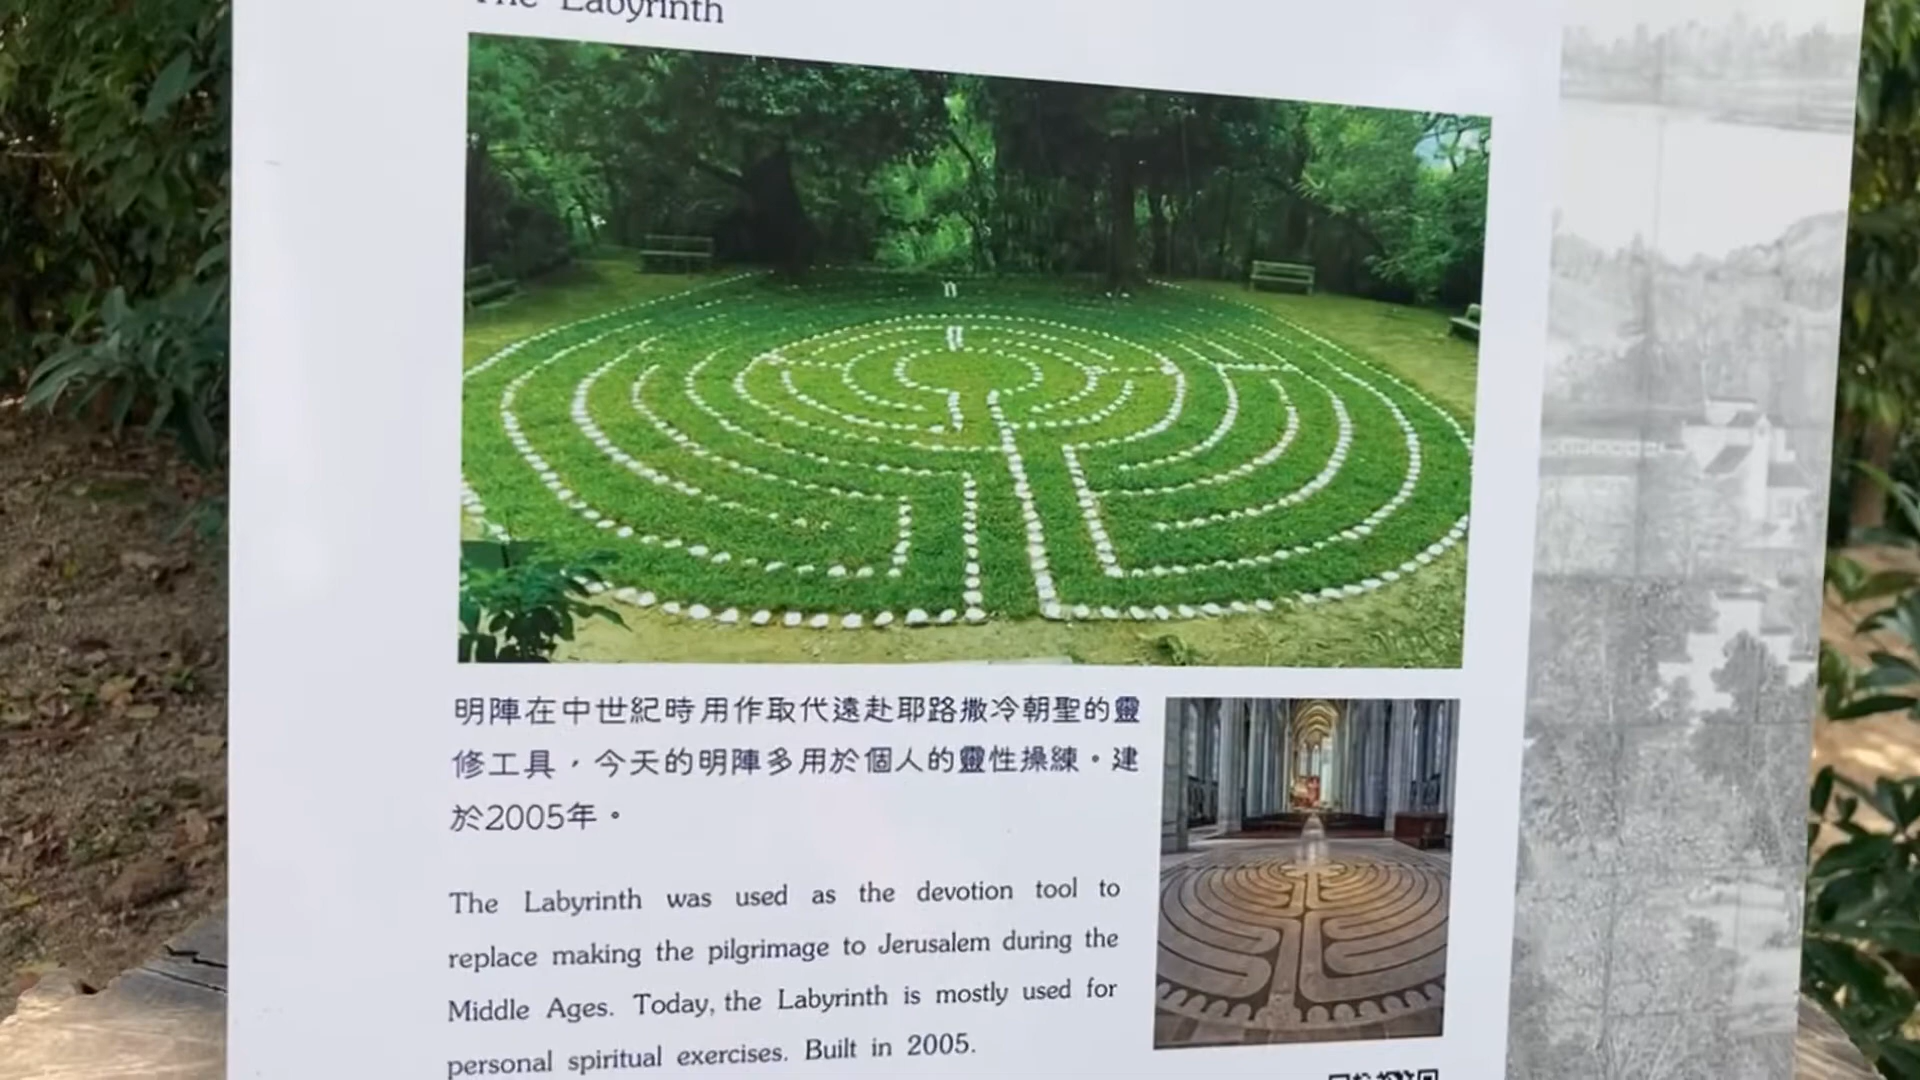 The Labyrinth
明陣在中世紀時用作取代遠赴耶路撒冷朝聖的靈
修工具，今天的明陣多用於個人的靈性操練。建
於2005年。
The Labyrinth was used as the devotion tool to
replace making the pilgrimage to Jerusalem during the
Middle Ages. Today, the Labyrinth is mostly used for
personal spiritual exercises. Built in 2005.